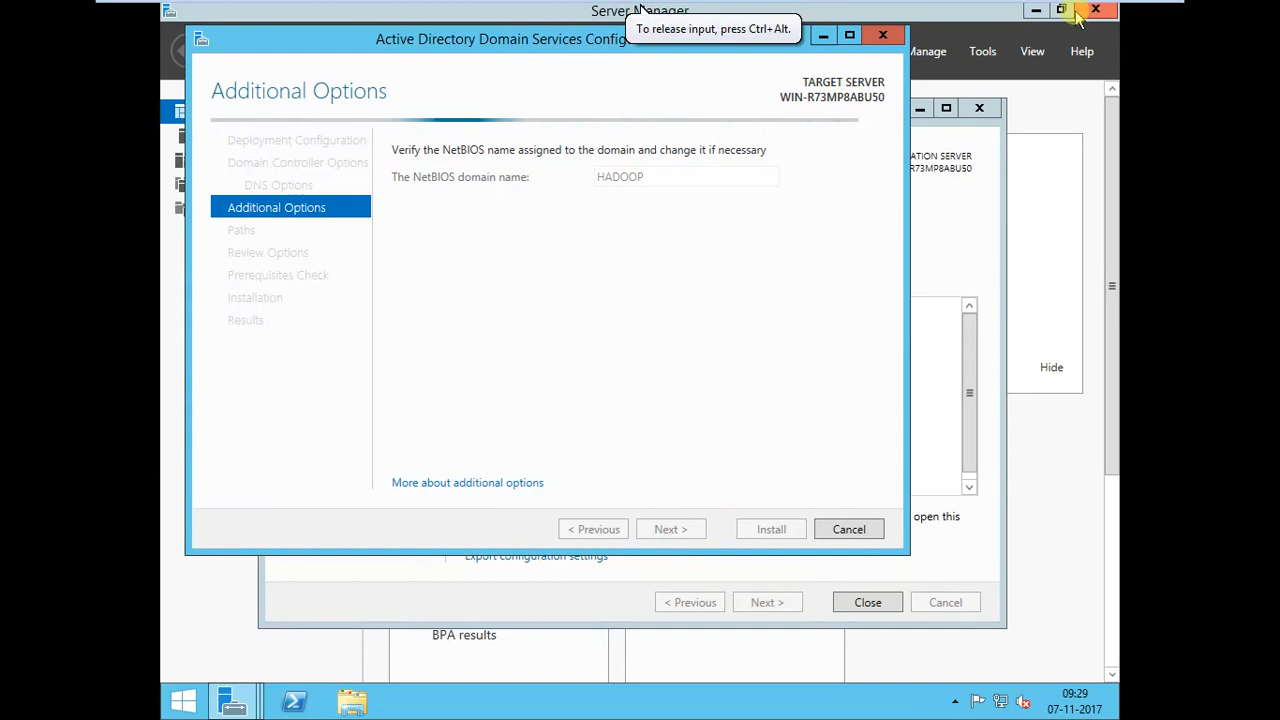 Server Manager
To release input, press Ctrl+Alt.
Active Directory Domain Services Config
Manage
Tools
View
Help
Additional Options
TARGET SERVER
WIN-R73MP8ABU50
Deployment Configuration
Domain Controller Options
DNS Options
Additional Options
Paths
Review Options
Prerequisites Check
Installation
Results
Verify the NetBIOS name assigned to the domain and change it if necessary
The NetBIOS domain name:
HADOOP
More about additional options
< Previous
Next >
Install
Cancel
ATION SERVER
R73MP8ABU50
Hide
open this
Export configuration settings
< Previous
Next >
Close
Cancel
BPA results
09:29
07-11-2017